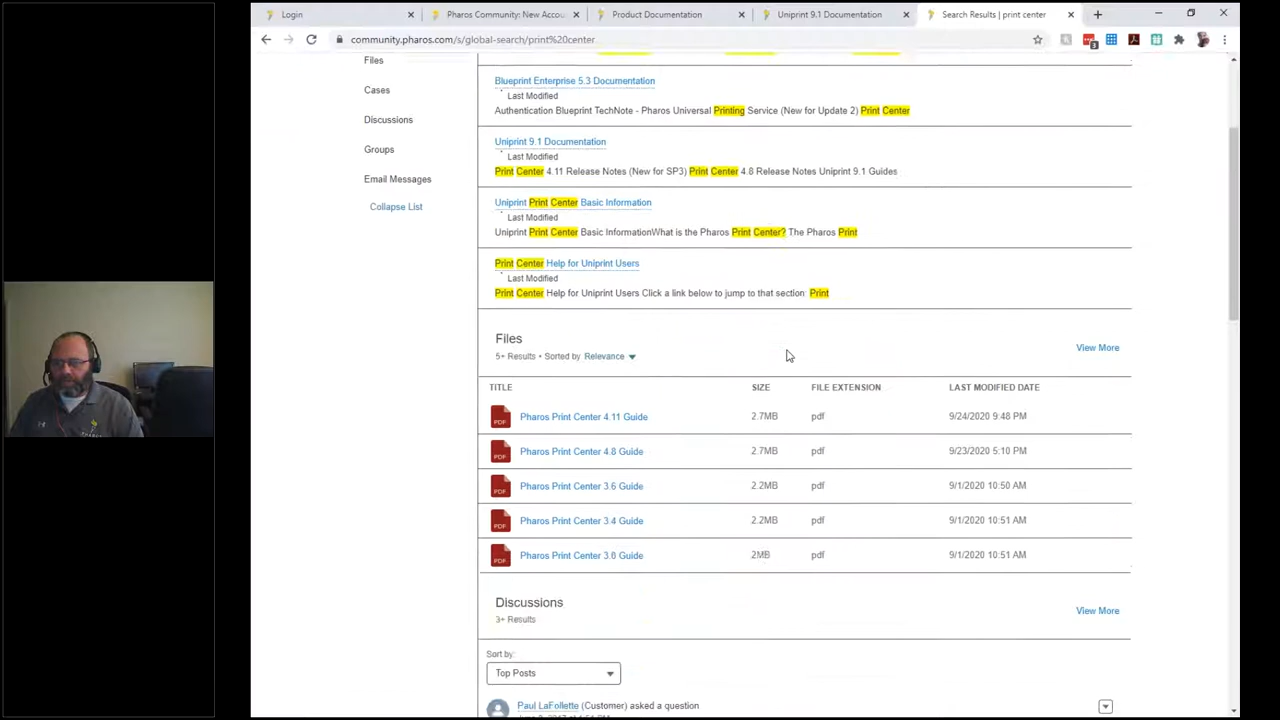 Login
Pharos Community: New Accou
Product Documentation
Uniprint 9.1 Documentation
Search Results | print center
community.pharos.com/s/global-search/print%20center
3
Files
Cases
Discussions
Groups
Email Messages
Collapse List
Blueprint Enterprise 5.3 Documentation
Last Modified
Authentication Blueprint TechNote - Pharos Universal Printing Service (New for Update 2) Print Center
Uniprint 9.1 Documentation
Last Modified
Print Center 4.11 Release Notes (New for SP3) Print Center 4.8 Release Notes Uniprint 9.1 Guides
Uniprint Print Center Basic Information
Last Modified
Uniprint Print Center Basic InformationWhat is the Pharos Print Center? The Pharos Print
Print Center Help for Uniprint Users
Last Modified
Print Center Help for Uniprint Users Click a link below to jump to that section: Print
Files
5+ Results • Sorted by Relevance
View More
TITLE SIZE FILE EXTENSION LAST MODIFIED DATE
PDF Pharos Print Center 4.11 Guide 2.7MB pdf 9/24/2020 9:48 PM
PDF Pharos Print Center 4.8 Guide 2.7MB pdf 9/23/2020 5:10 PM
PDF Pharos Print Center 3.6 Guide 2.2MB pdf 9/1/2020 10:50 AM
PDF Pharos Print Center 3.4 Guide 2.2MB pdf 9/1/2020 10:51 AM
PDF Pharos Print Center 3.0 Guide 2MB pdf 9/1/2020 10:51 AM
Discussions
3+ Results
View More
Sort by:
Top Posts
Paul LaFollette (Customer) asked a question
PHAROS